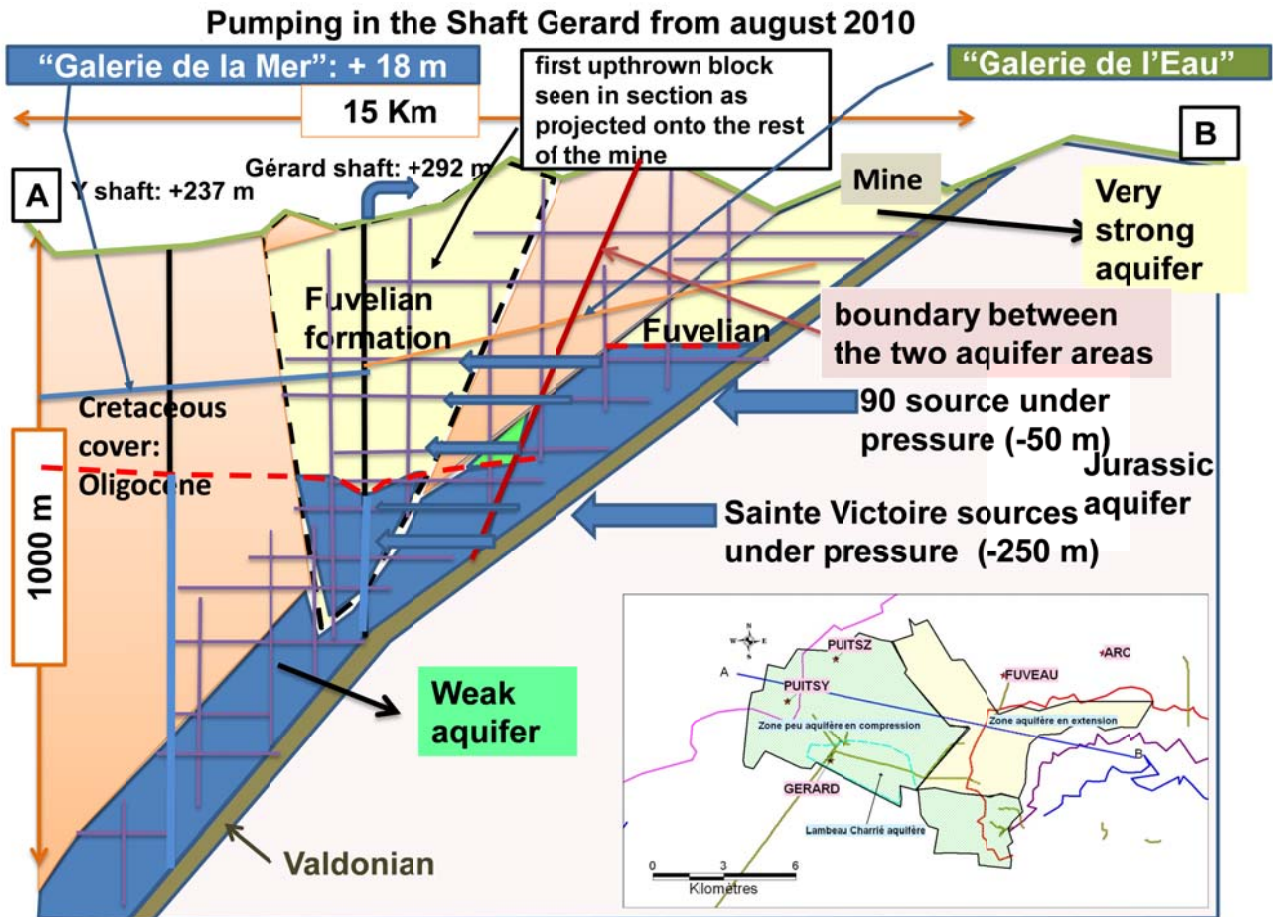 Pumping in the Shaft Gerard from august 2010
“Galerie de la Mer”: + 18 m
15 Km
first upthrown block
seen in section as
projected onto the rest
of the mine
“Galerie de l’Eau”
A
Y shaft: +237 m
Gérard shaft: +292 m
Mine
B
Very
strong
aquifer
Fuvelian
formation
Fuvelian
boundary between
the two aquifer areas
Cretaceous
cover:
Oligocene
90 source under
pressure (-50 m)
Jurassic
aquifer
1000 m
Sainte Victoire sources
under pressure (-250 m)
Weak
aquifer
Valdonian
N
W E
S
PUITSZ
ARC
A
PUITSY
FUVEAU
Zone peu aquifère en compression
Zone aquifère en extension
B
GERARD
Lambeau Charrié aquifère
0 3 6
Kilomètres